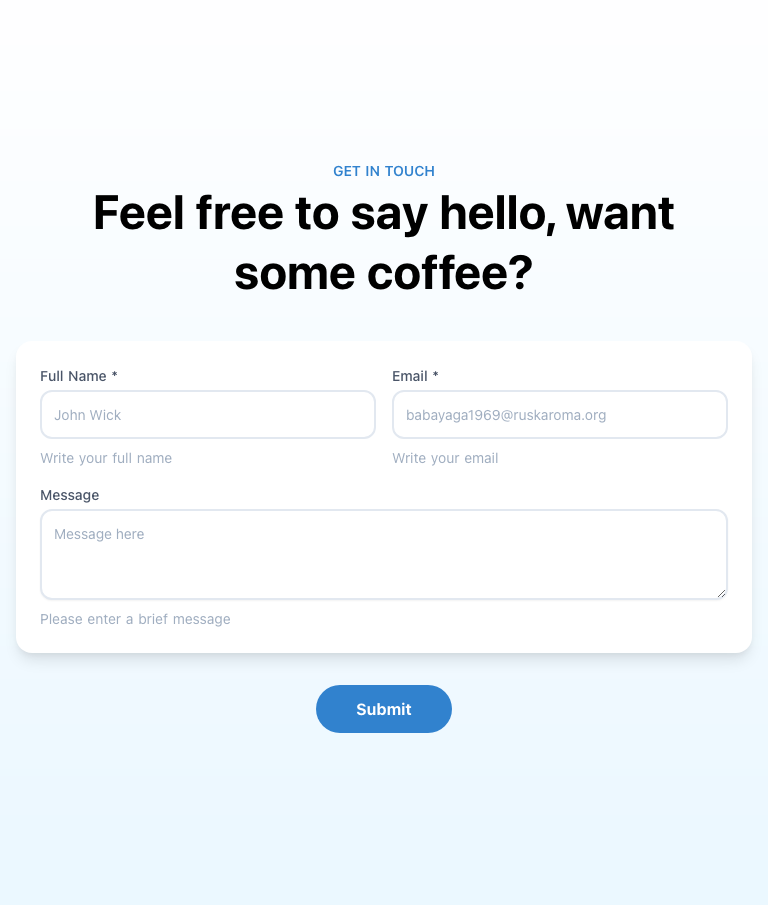 GET IN TOUCH
Feel free to say hello, want
some coffee?
Full Name *
Email *
John Wick
babayaga1969@ruskaroma.org
Write your full name
Write your email
Message
Message here
Please enter a brief message
Submit